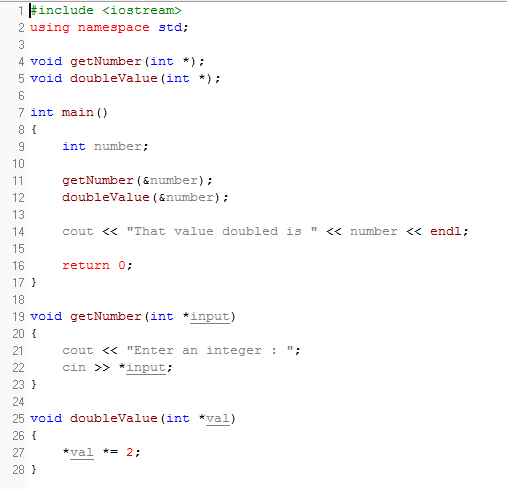 1 #include <iostream>
2 using namespace std;
3
4 void getNumber(int *);
5 void doubleValue(int *);
6
7 int main()
8 {
9     int number;
10
11     getNumber(&number);
12     doubleValue(&number);
13
14     cout << "That value doubled is " << number << endl;
15
16     return 0;
17 }
18
19 void getNumber(int *input)
20 {
21     cout << "Enter an integer : ";
22     cin >> *input;
23 }
24
25 void doubleValue(int *val)
26 {
27     *val *= 2;
28 }